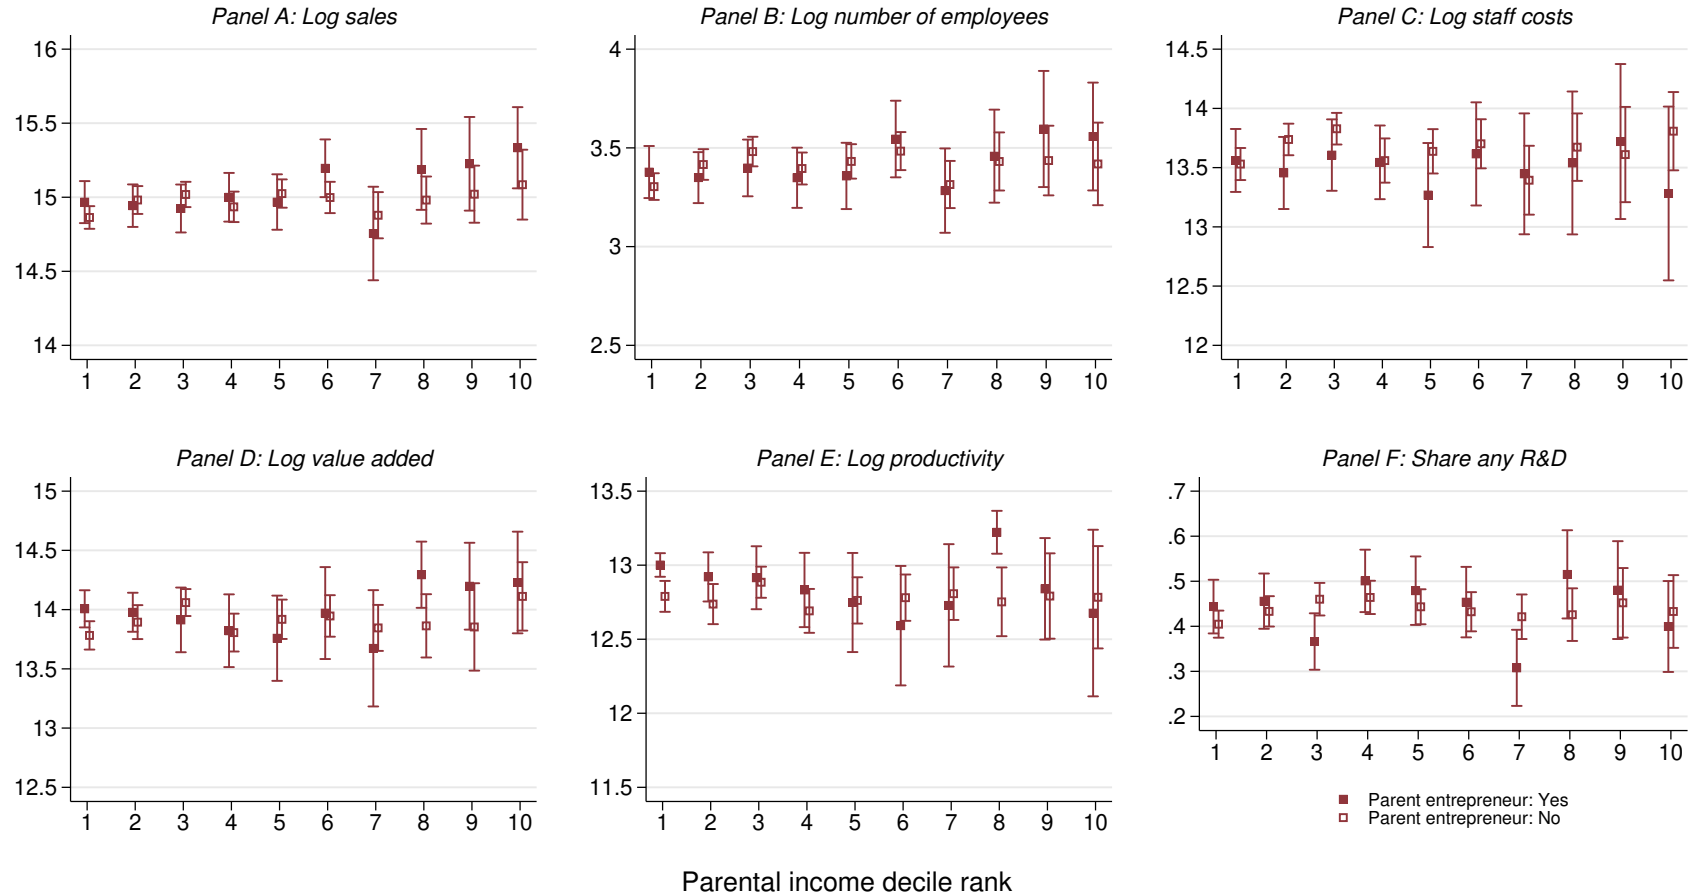 Panel A: Log sales
16
15.5
15
14.5
14
1 2 3 4 5 6 7 8 9 10
Panel B: Log number of employees
4
3.5
3
2.5
1 2 3 4 5 6 7 8 9 10
Panel C: Log staff costs
14.5
14
13.5
13
12.5
12
1 2 3 4 5 6 7 8 9 10
Panel D: Log value added
15
14.5
14
13.5
13
12.5
1 2 3 4 5 6 7 8 9 10
Panel E: Log productivity
13.5
13
12.5
12
11.5
1 2 3 4 5 6 7 8 9 10
Panel F: Share any R&D
.7
.6
.5
.4
.3
.2
1 2 3 4 5 6 7 8 9 10
Parent entrepreneur: Yes
Parent entrepreneur: No
Parental income decile rank